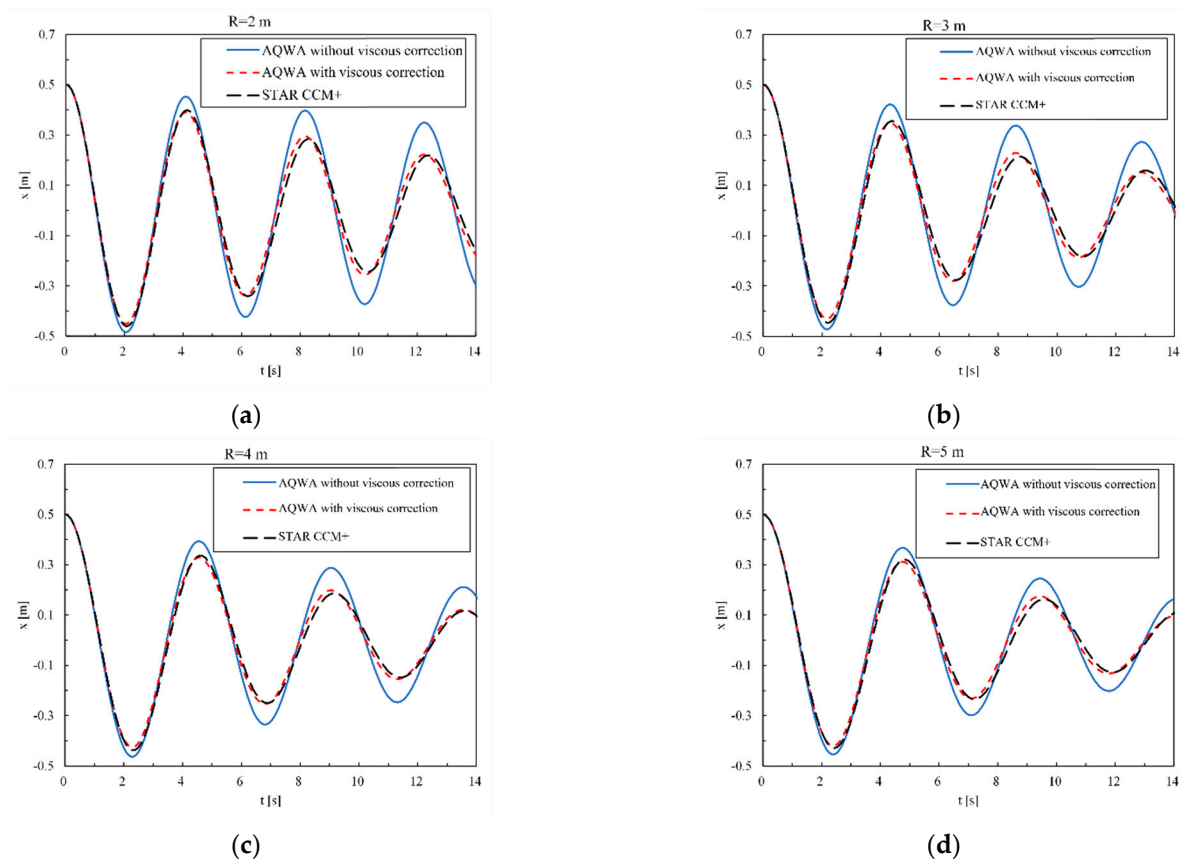 R=2 m
0.7
0.5
0.3
0.1
-0.1
-0.3
-0.5
x [m]
AQWA without viscous correction
AQWA with viscous correction
STAR CCM+
0 2 4 6 8 10 12 14
t [s]
(a)
R=3 m
0.7
0.5
0.3
0.1
-0.1
-0.3
-0.5
x [m]
AQWA without viscous correction
AQWA with viscous correction
STAR CCM+
0 2 4 6 8 10 12 14
t [s]
(b)
R=4 m
0.7
0.5
0.3
0.1
-0.1
-0.3
-0.5
x [m]
AQWA without viscous correction
AQWA with viscous correction
STAR CCM+
0 2 4 6 8 10 12 14
t [s]
(c)
R=5 m
0.7
0.5
0.3
0.1
-0.1
-0.3
-0.5
x [m]
AQWA without viscous correction
AQWA with viscous correction
STAR CCM+
0 2 4 6 8 10 12 14
t [s]
(d)